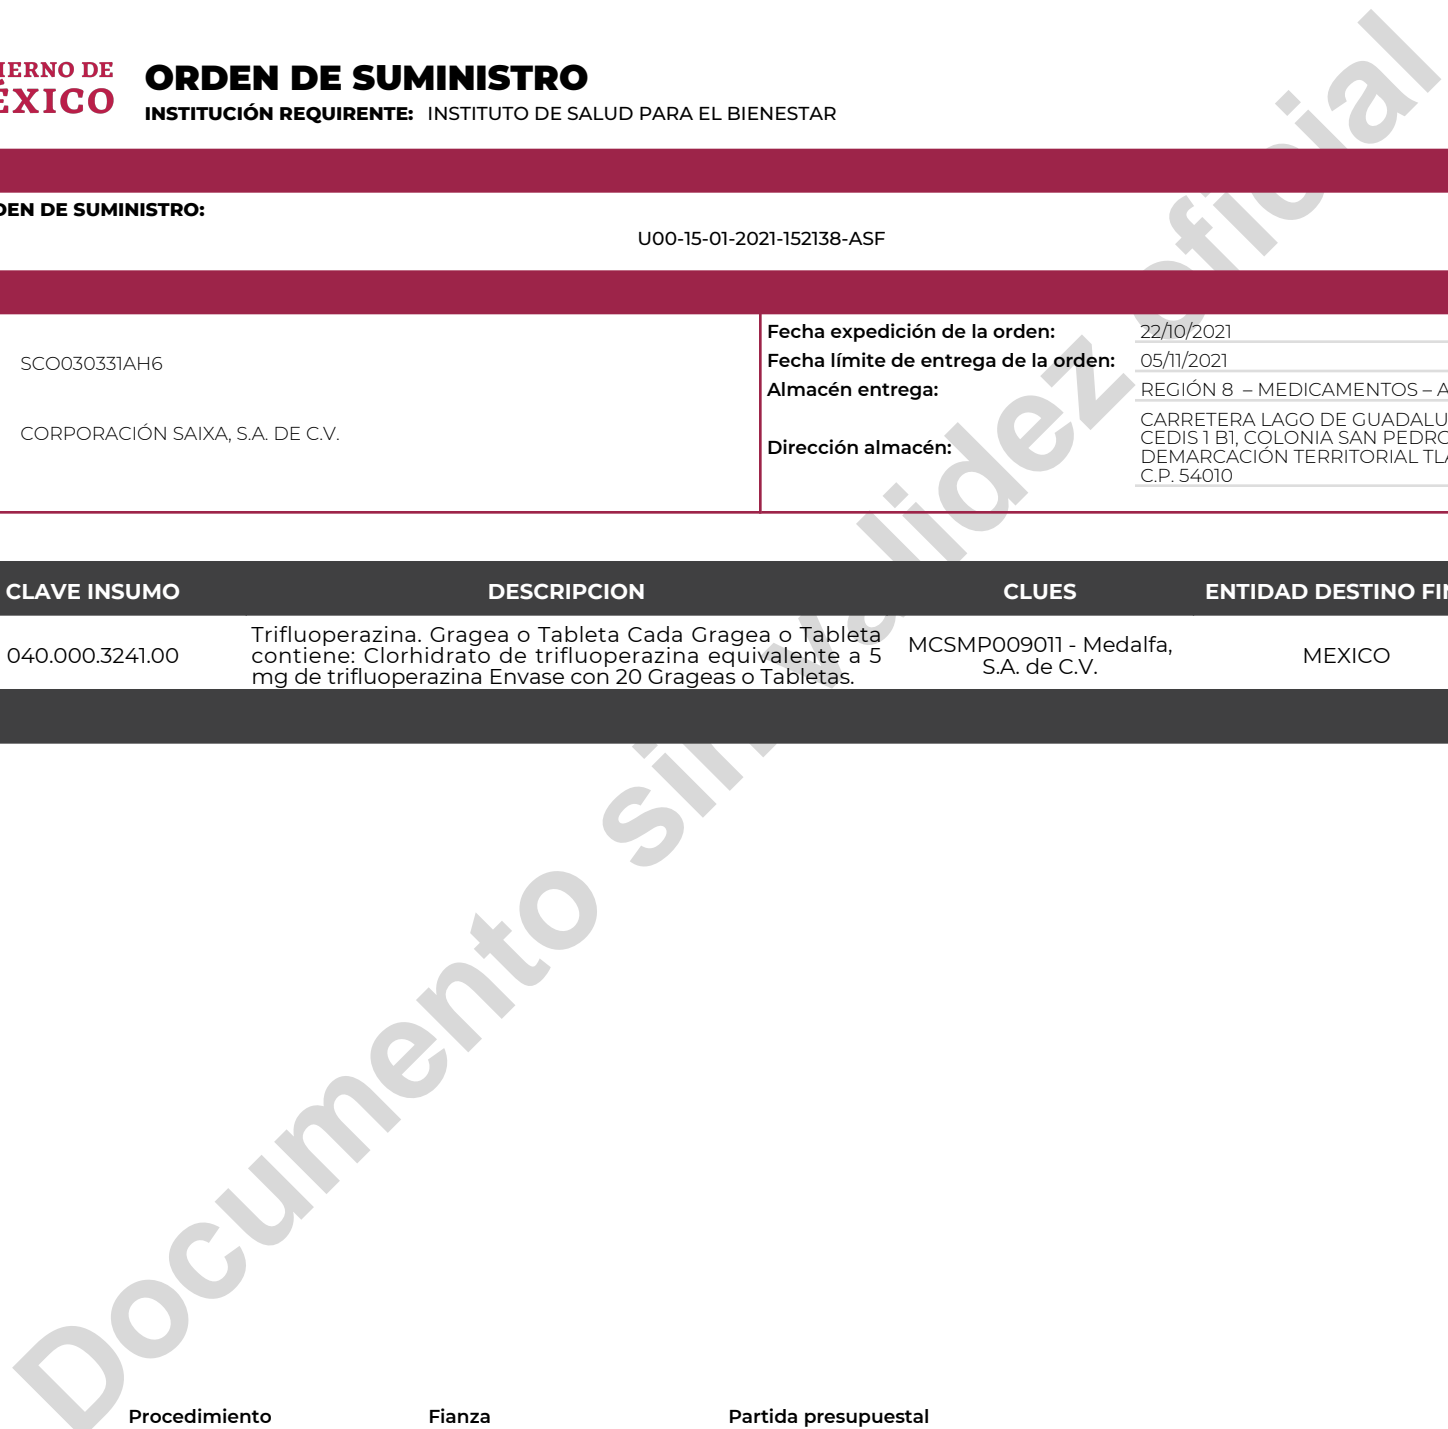 IERNO DE
ÉXICO
ORDEN DE SUMINISTRO
INSTITUCIÓN REQUIRENTE: INSTITUTO DE SALUD PARA EL BIENESTAR
DEN DE SUMINISTRO:
U00-15-01-2021-152138-ASF
SCO030331AH6
CORPORACIÓN SAIXA, S.A. DE C.V.
Fecha expedición de la orden: 22/10/2021
Fecha límite de entrega de la orden: 05/11/2021
Almacén entrega: REGIÓN 8 – MEDICAMENTOS – A
Dirección almacén:
CARRETERA LAGO DE GUADALU
CEDIS 1 B1, COLONIA SAN PEDRO
DEMARCACIÓN TERRITORIAL TLA
C.P. 54010
CLAVE INSUMO DESCRIPCION CLUES ENTIDAD DESTINO FIN
040.000.3241.00
Trifluoperazina. Gragea o Tableta Cada Gragea o Tableta
contiene: Clorhidrato de trifluoperazina equivalente a 5
mg de trifluoperazina Envase con 20 Grageas o Tabletas.
MCSMP009011 - Medalfa,
S.A. de C.V.
MEXICO
Documento sin validez oficial
Procedimiento Fianza Partida presupuestal